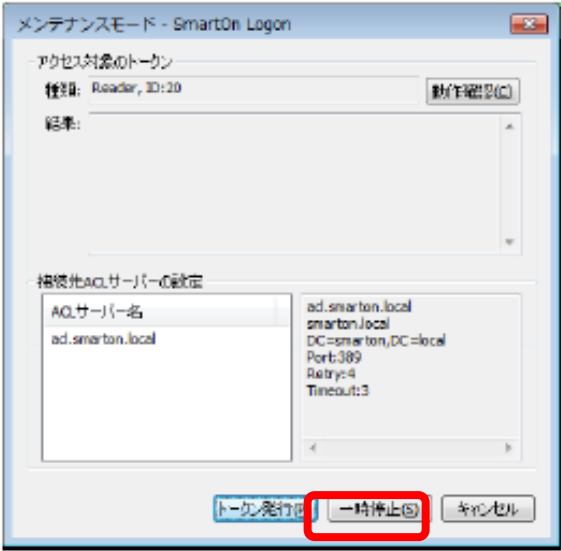 メンテナンスモード - SmartOn Logon
アクセス対象のトークン
種類: Reader, ID:20
動作確認(C)
結果:
接続先ACLサーバーの設定
ACLサーバー名
ad.smarton.local
ad.smarton.local
smarton.local
DC=smarton,DC=local
Port:389
Retry:4
Timeout:3
トークン発行
一時停止(S)
キャンセル